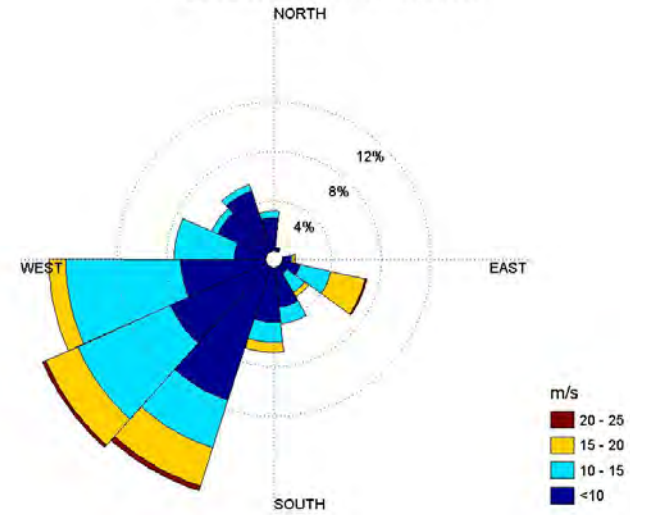 NORTH
12%
8%
4%
WEST
EAST
m/s
20 - 25
15 - 20
10 - 15
<10
SOUTH